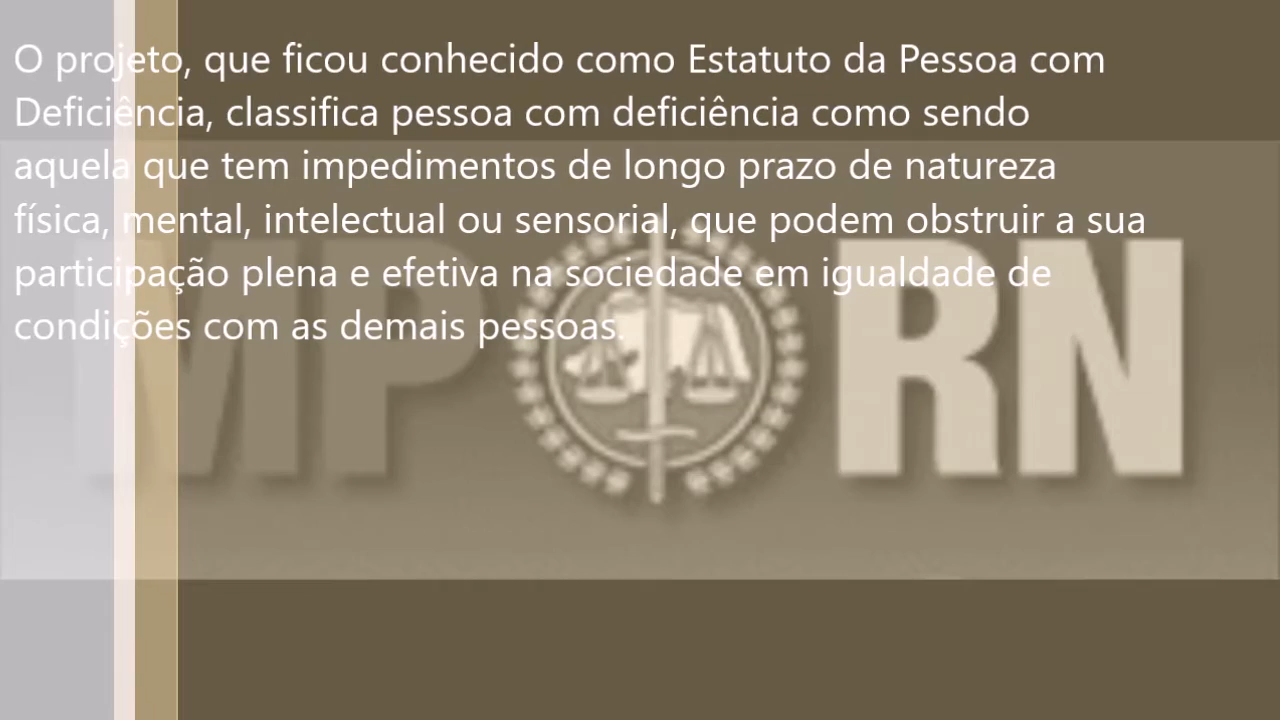 O projeto, que ficou conhecido como Estatuto da Pessoa com
Deficiência, classifica pessoa com deficiência como sendo
aquela que tem impedimentos de longo prazo de natureza
física, mental, intelectual ou sensorial, que podem obstruir a sua
participação plena e efetiva na sociedade em igualdade de
condições com as demais pessoas.
MP RN